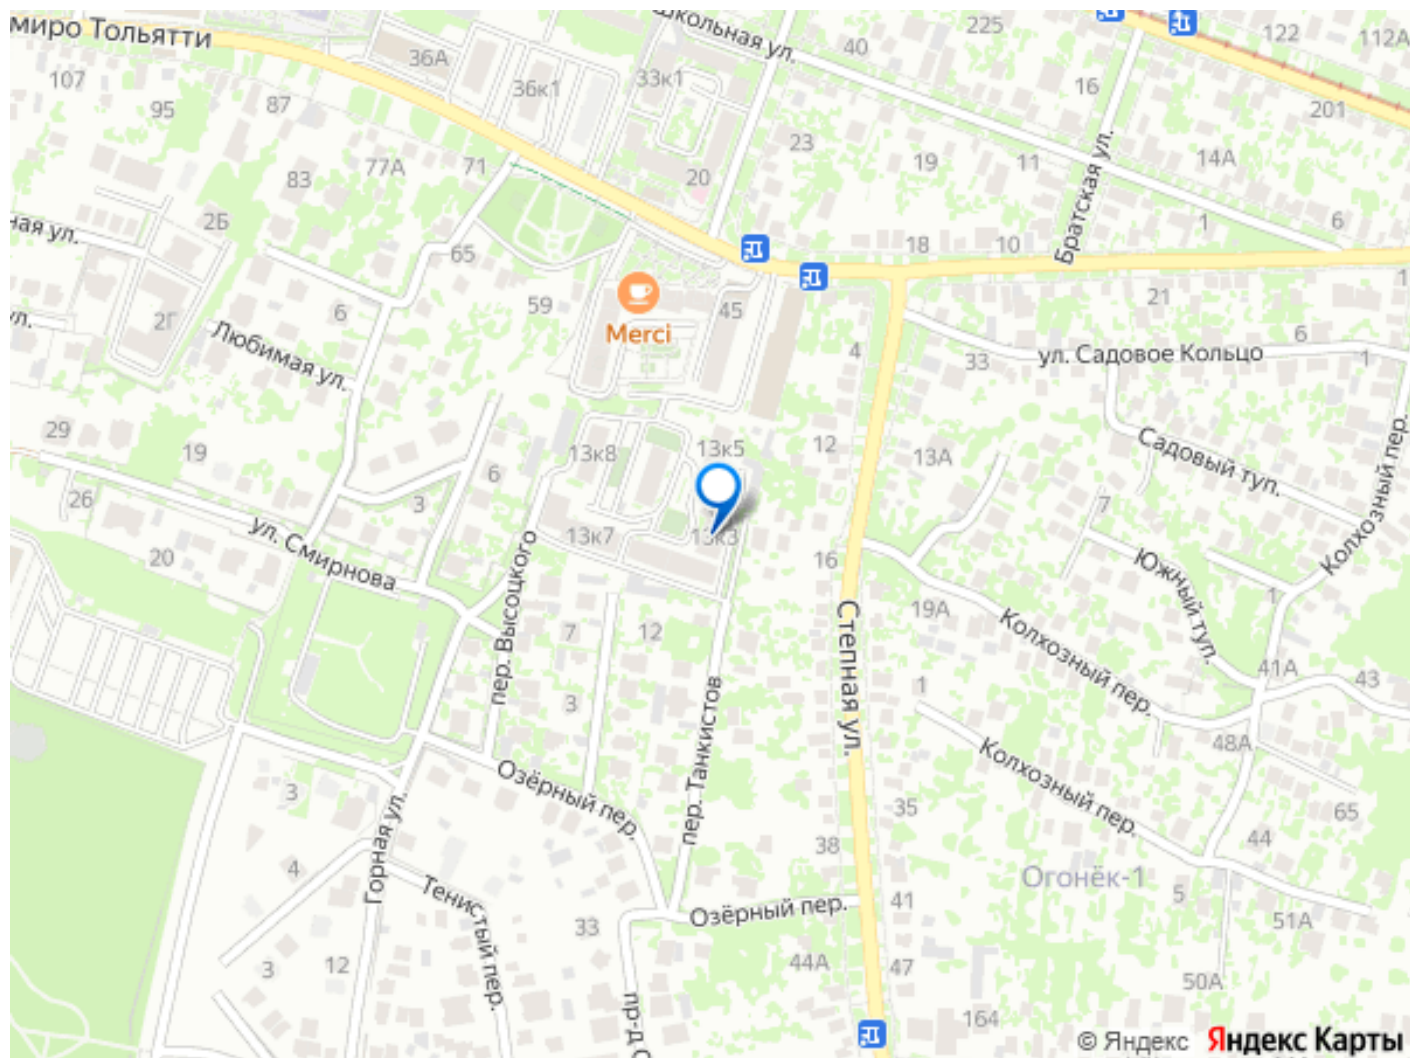 миро Тольятти
Школьная ул.
225
122
112А
40
36А
33к1
36к1
16
107
95
87
201
Братская ул.
23
19
11
14А
77А
71
83
20
2Б
1
6
ная ул.
18
10
65
59
45
21
1
6
2Г
ул.
Merci
Любимая ул.
4
33
ул. Садовое Кольцо
6
1
29
19
13к8
13к5
12
13А
Садовый туп.
Колхозный пер.
6
3
26
7
ул. Смирнова
13к7
13к3
20
16
Южный туп.
1
пер. Высоцкого
Степная ул.
19А
Колхозный пер.
7
12
41А
43
3
1
пер. Танкистов
48А
Колхозный пер.
Озёрный пер.
3
35
65
Горная ул.
38
44
4
Огонёк-1
Тенистый пер.
5
41
Озёрный пер.
51А
33
3
12
44А
47
50А
пр-д О
164
© Яндекс Яндекс Карты